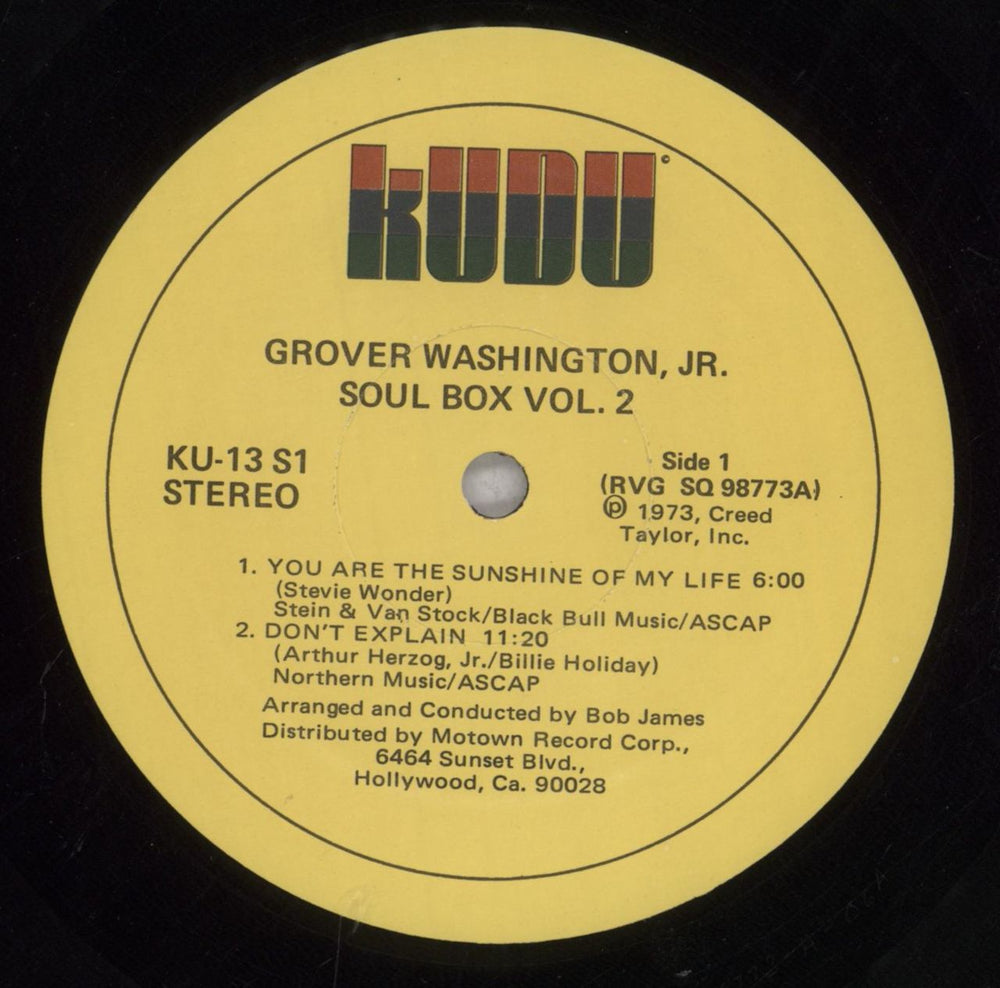 kUDU©
GROVER WASHINGTON, JR.
SOUL BOX VOL. 2
KU-13 S1
STEREO
Side 1
(RVG SQ 98773A)
℗ 1973, Creed
Taylor, Inc.
1. YOU ARE THE SUNSHINE OF MY LIFE 6:00
(Stevie Wonder)
Stein & Van Stock/Black Bull Music/ASCAP
2. DON'T EXPLAIN 11:20
(Arthur Herzog, Jr./Billie Holiday)
Northern Music/ASCAP
Arranged and Conducted by Bob James
Distributed by Motown Record Corp.,
6464 Sunset Blvd.,
Hollywood, Ca. 90028